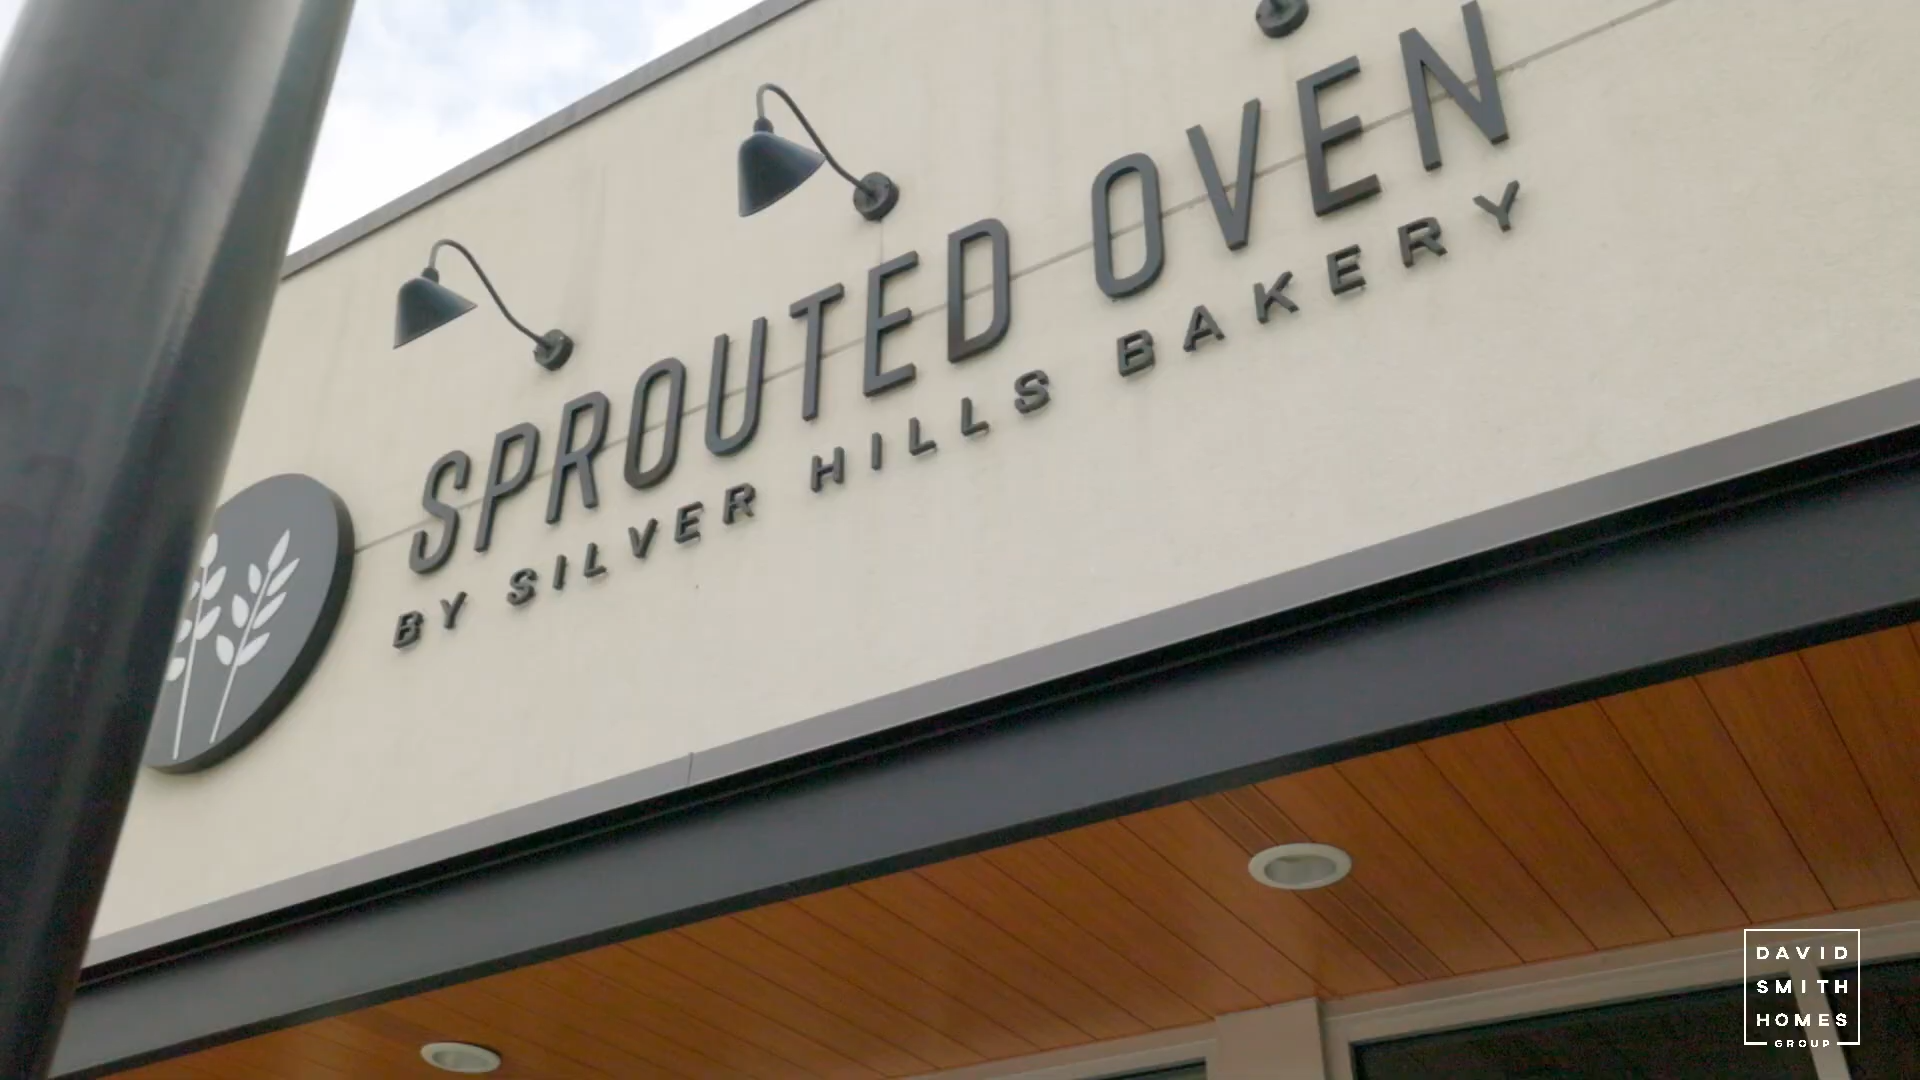 SPROUTED OVEN
BY SILVER HILLS BAKERY
DAVID
SMITH
HOMES
GROUP